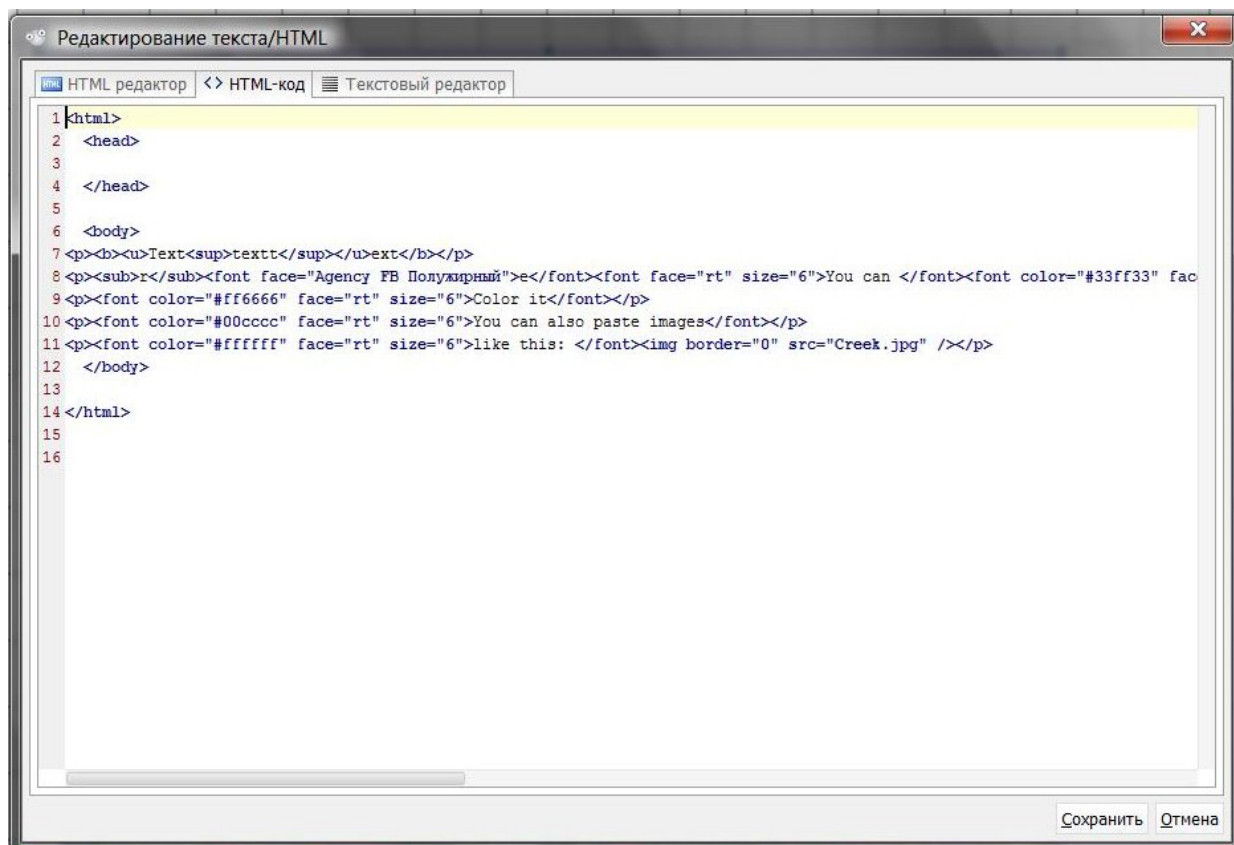 Редактирование текста/HTML
HTML редактор <> HTML-код Текстовый редактор
1 <html>
2 <head>
3
4 </head>
5
6 <body>
7 <p><b><u>Text<sup>textt</sup></u>ext</b></p>
8 <p><sub>r</sub><font face="Agency FB Полужирный">e</font><font face="rt" size="6">You can </font><font color="#33ff33" fac
9 <p><font color="#ff6666" face="rt" size="6">Color it</font></p>
10 <p><font color="#00cccc" face="rt" size="6">You can also paste images</font></p>
11 <p><font color="#ffffff" face="rt" size="6">like this: </font><img border="0" src="Creek.jpg" /></p>
12 </body>
13
14 </html>
15
16
Сохранить Отмена